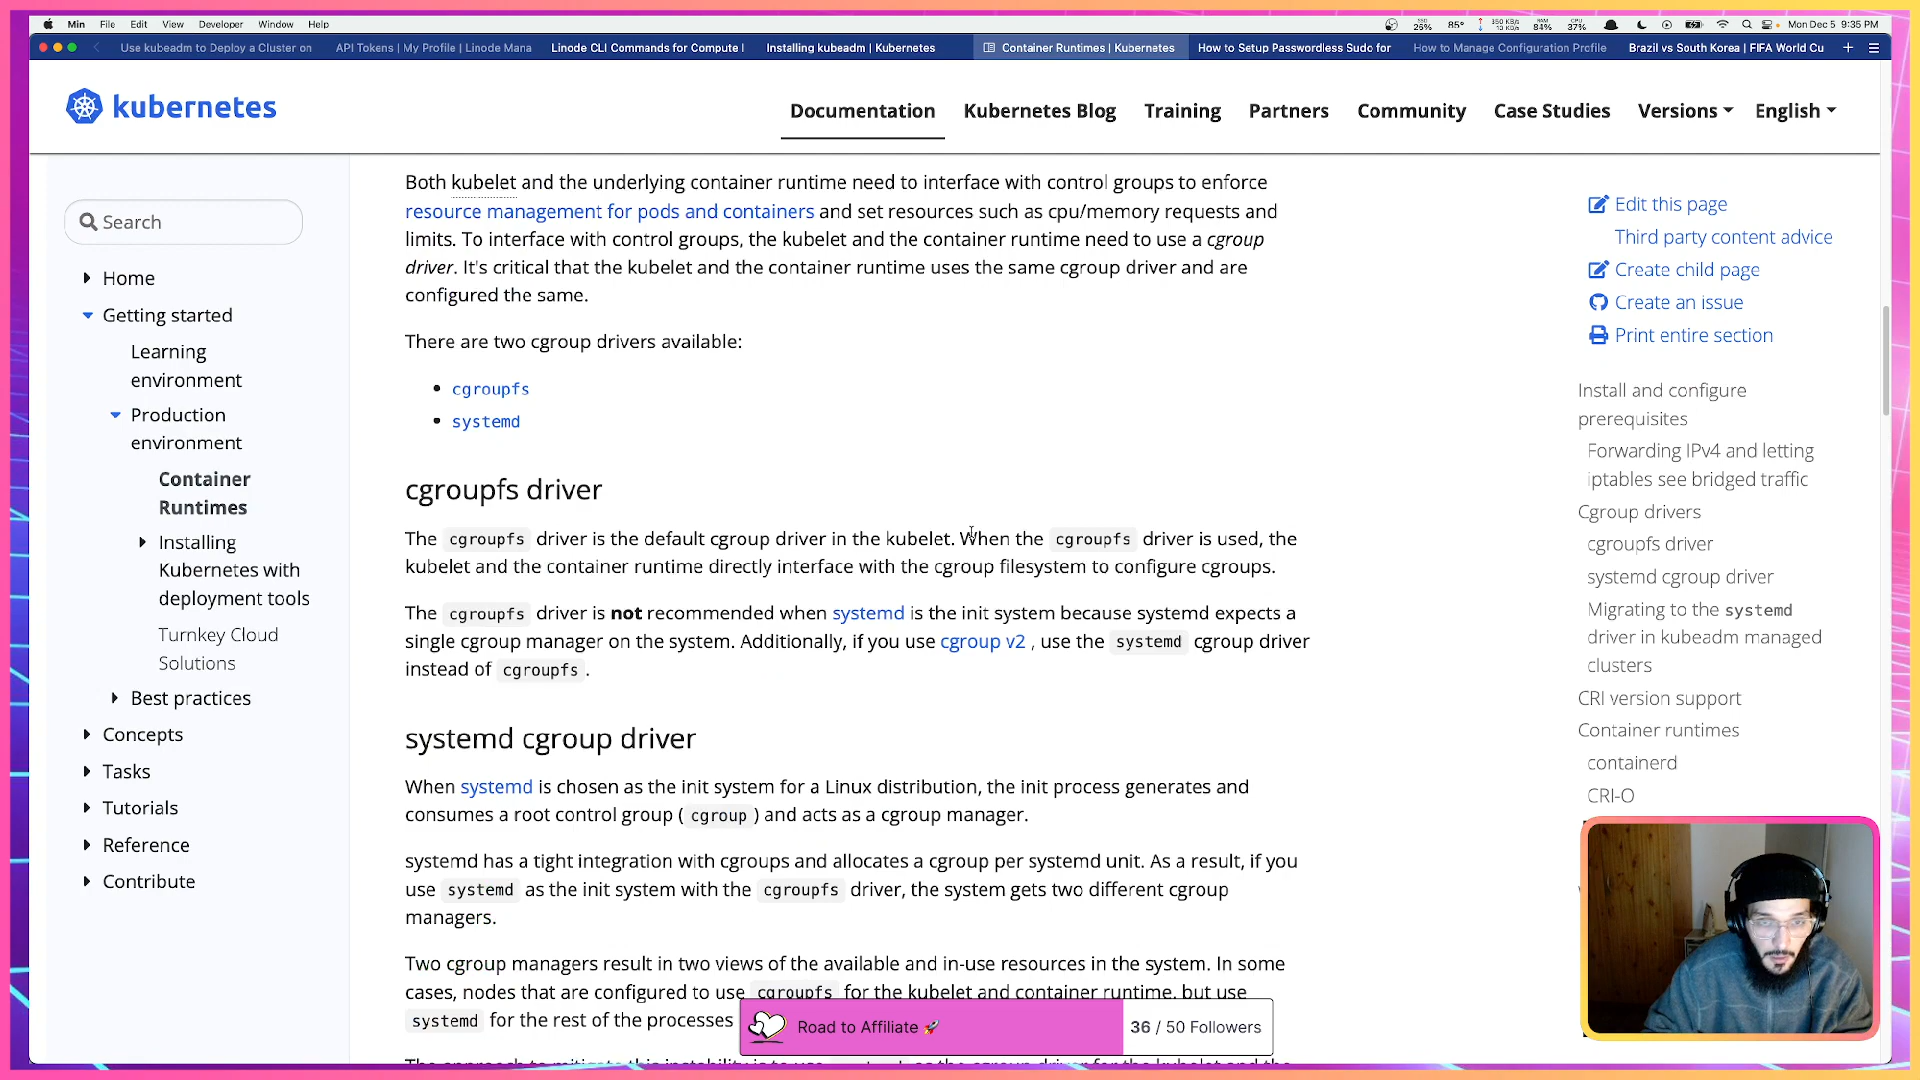 Min File Edit View Developer Window Help
SSD 26% 85° 350 KB/s 13 KB/s RAM 84% CPU 37% Mon Dec 5 9:35 PM
Use kubeadm to Deploy a Cluster on
API Tokens | My Profile | Linode Mana
Linode CLI Commands for Compute I
Installing kubeadm | Kubernetes
Container Runtimes | Kubernetes
How to Setup Passwordless Sudo for
How to Manage Configuration Profile
Brazil vs South Korea | FIFA World Cu
kubernetes
Documentation Kubernetes Blog Training Partners Community Case Studies Versions English
Search
Home
Getting started
Learning
environment
Production
environment
Container
Runtimes
Installing
Kubernetes with
deployment tools
Turnkey Cloud
Solutions
Best practices
Concepts
Tasks
Tutorials
Reference
Contribute
Both kubelet and the underlying container runtime need to interface with control groups to enforce
resource management for pods and containers and set resources such as cpu/memory requests and
limits. To interface with control groups, the kubelet and the container runtime need to use a cgroup
driver. It's critical that the kubelet and the container runtime uses the same cgroup driver and are
configured the same.
There are two cgroup drivers available:
• cgroupfs
• systemd
cgroupfs driver
The cgroupfs driver is the default cgroup driver in the kubelet. When the cgroupfs driver is used, the
kubelet and the container runtime directly interface with the cgroup filesystem to configure cgroups.
The cgroupfs driver is not recommended when systemd is the init system because systemd expects a
single cgroup manager on the system. Additionally, if you use cgroup v2 , use the systemd cgroup driver
instead of cgroupfs .
systemd cgroup driver
When systemd is chosen as the init system for a Linux distribution, the init process generates and
consumes a root control group ( cgroup ) and acts as a cgroup manager.
systemd has a tight integration with cgroups and allocates a cgroup per systemd unit. As a result, if you
use systemd as the init system with the cgroupfs driver, the system gets two different cgroup
managers.
Two cgroup managers result in two views of the available and in-use resources in the system. In some
cases, nodes that are configured to use cgroupfs for the kubelet and container runtime, but use
systemd for the rest of the processes
Edit this page
Third party content advice
Create child page
Create an issue
Print entire section
Install and configure
prerequisites
Forwarding IPv4 and letting
iptables see bridged traffic
Cgroup drivers
cgroupfs driver
systemd cgroup driver
Migrating to the systemd
driver in kubeadm managed
clusters
CRI version support
Container runtimes
containerd
CRI-O
Road to Affiliate 🚀 36 / 50 Followers